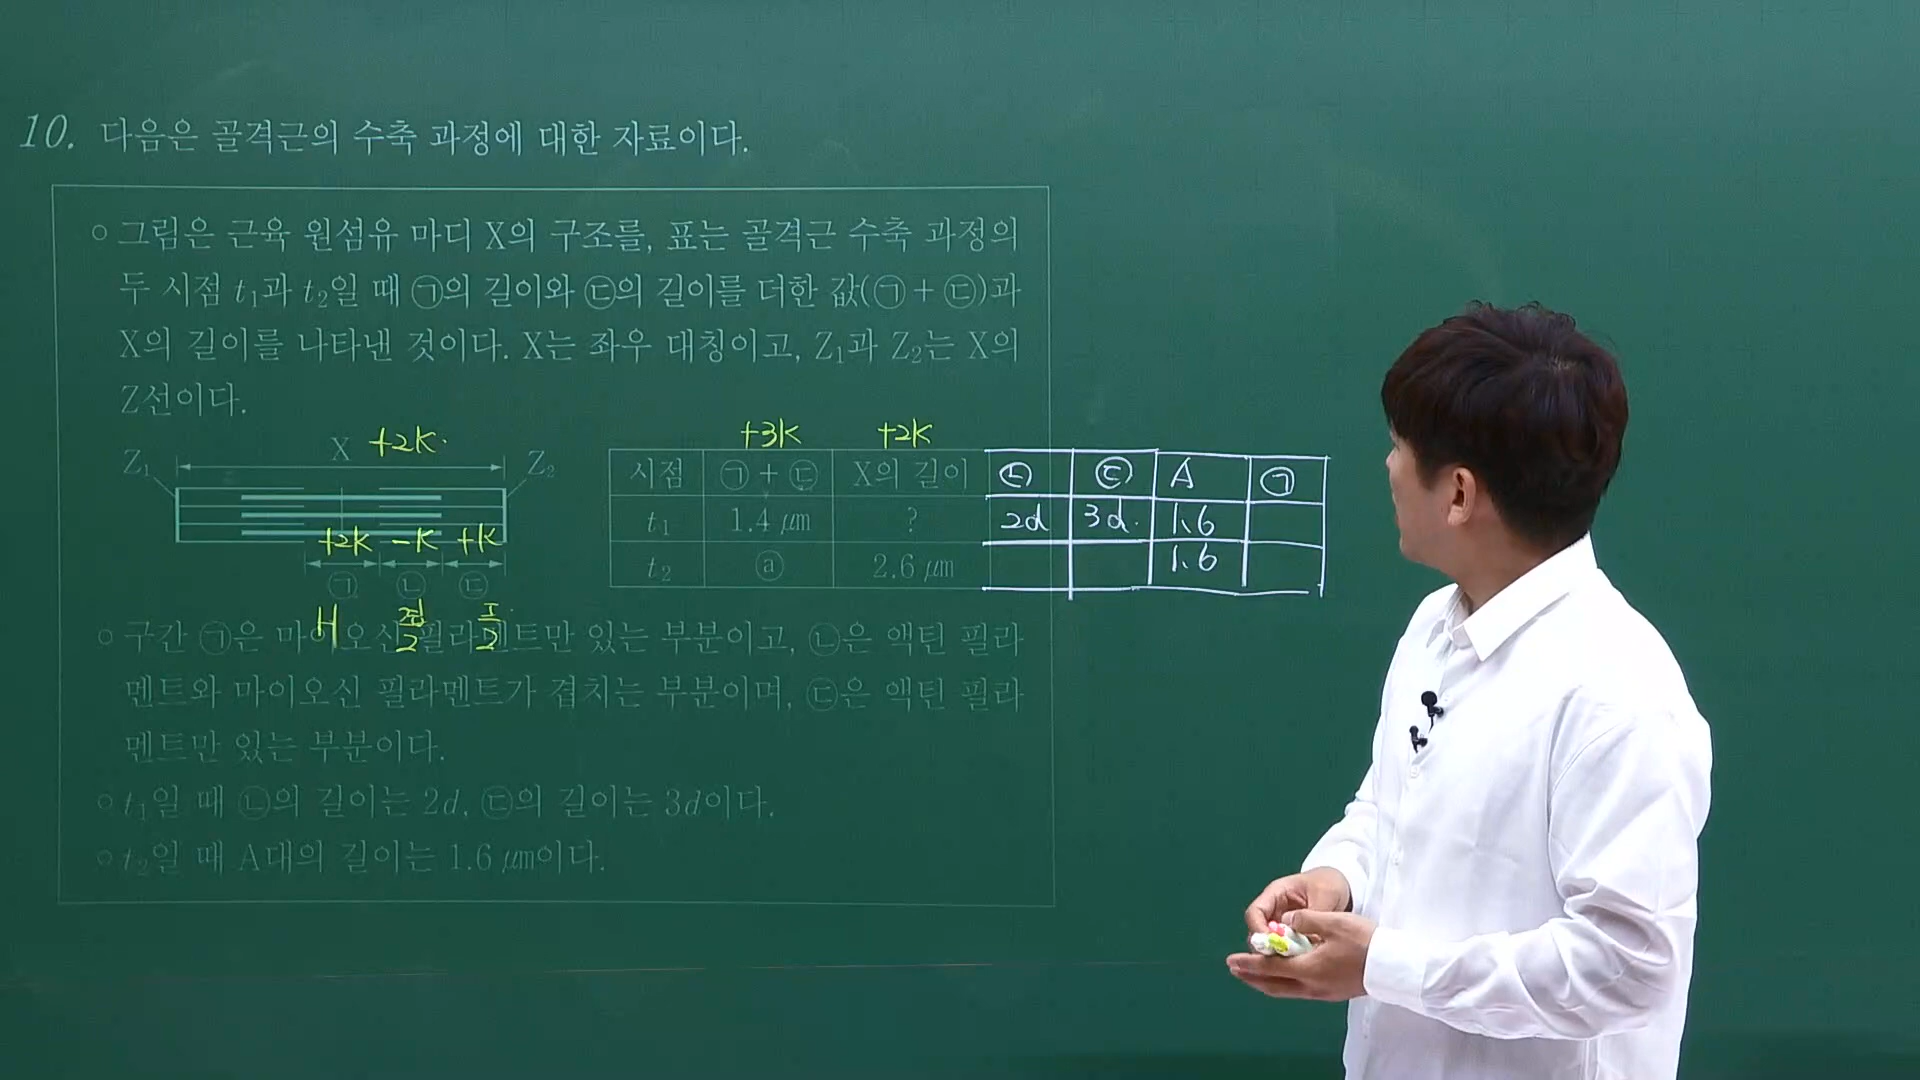 10. 다음은 골격근의 수축 과정에 대한 자료이다.
○ 그림은 근육 원섬유 마디 X의 구조를, 표는 골격근 수축 과정의
두 시점 t₁과 t₂일 때 ㉠의 길이와 ㉢의 길이를 더한 값(㉠+㉢)과
X의 길이를 나타낸 것이다. X는 좌우 대칭이고, Z₁과 Z₂는 X의
Z선이다.
Z₁ X +2k Z₂
+2k -k +k
㉠ ㉡ ㉢
H 겹/2 I/2
+3k +2k
시점 ㉠+㉢ X의 길이 ㉡ ㉢ A ㉠
t₁ 1.4 μm ? 2d 3d 1.6
t₂ ⓐ 2.6 μm 1.6
○ 구간 ㉠은 마이오신 필라멘트만 있는 부분이고, ㉡은 액틴 필라
멘트와 마이오신 필라멘트가 겹치는 부분이며, ㉢은 액틴 필라
멘트만 있는 부분이다.
○ t₁일 때 ㉡의 길이는 2d, ㉢의 길이는 3d이다.
○ t₂일 때 A대의 길이는 1.6 μm이다.